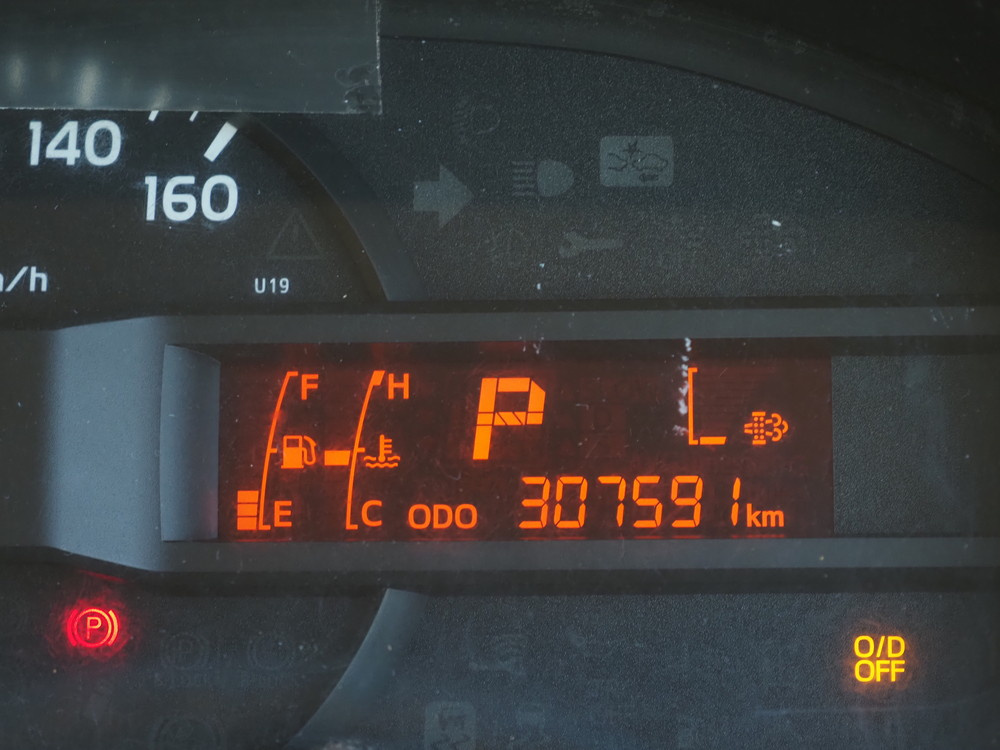 140
160
/h
U19
F H P
E C ODO 307591 km
P
O/D
OFF